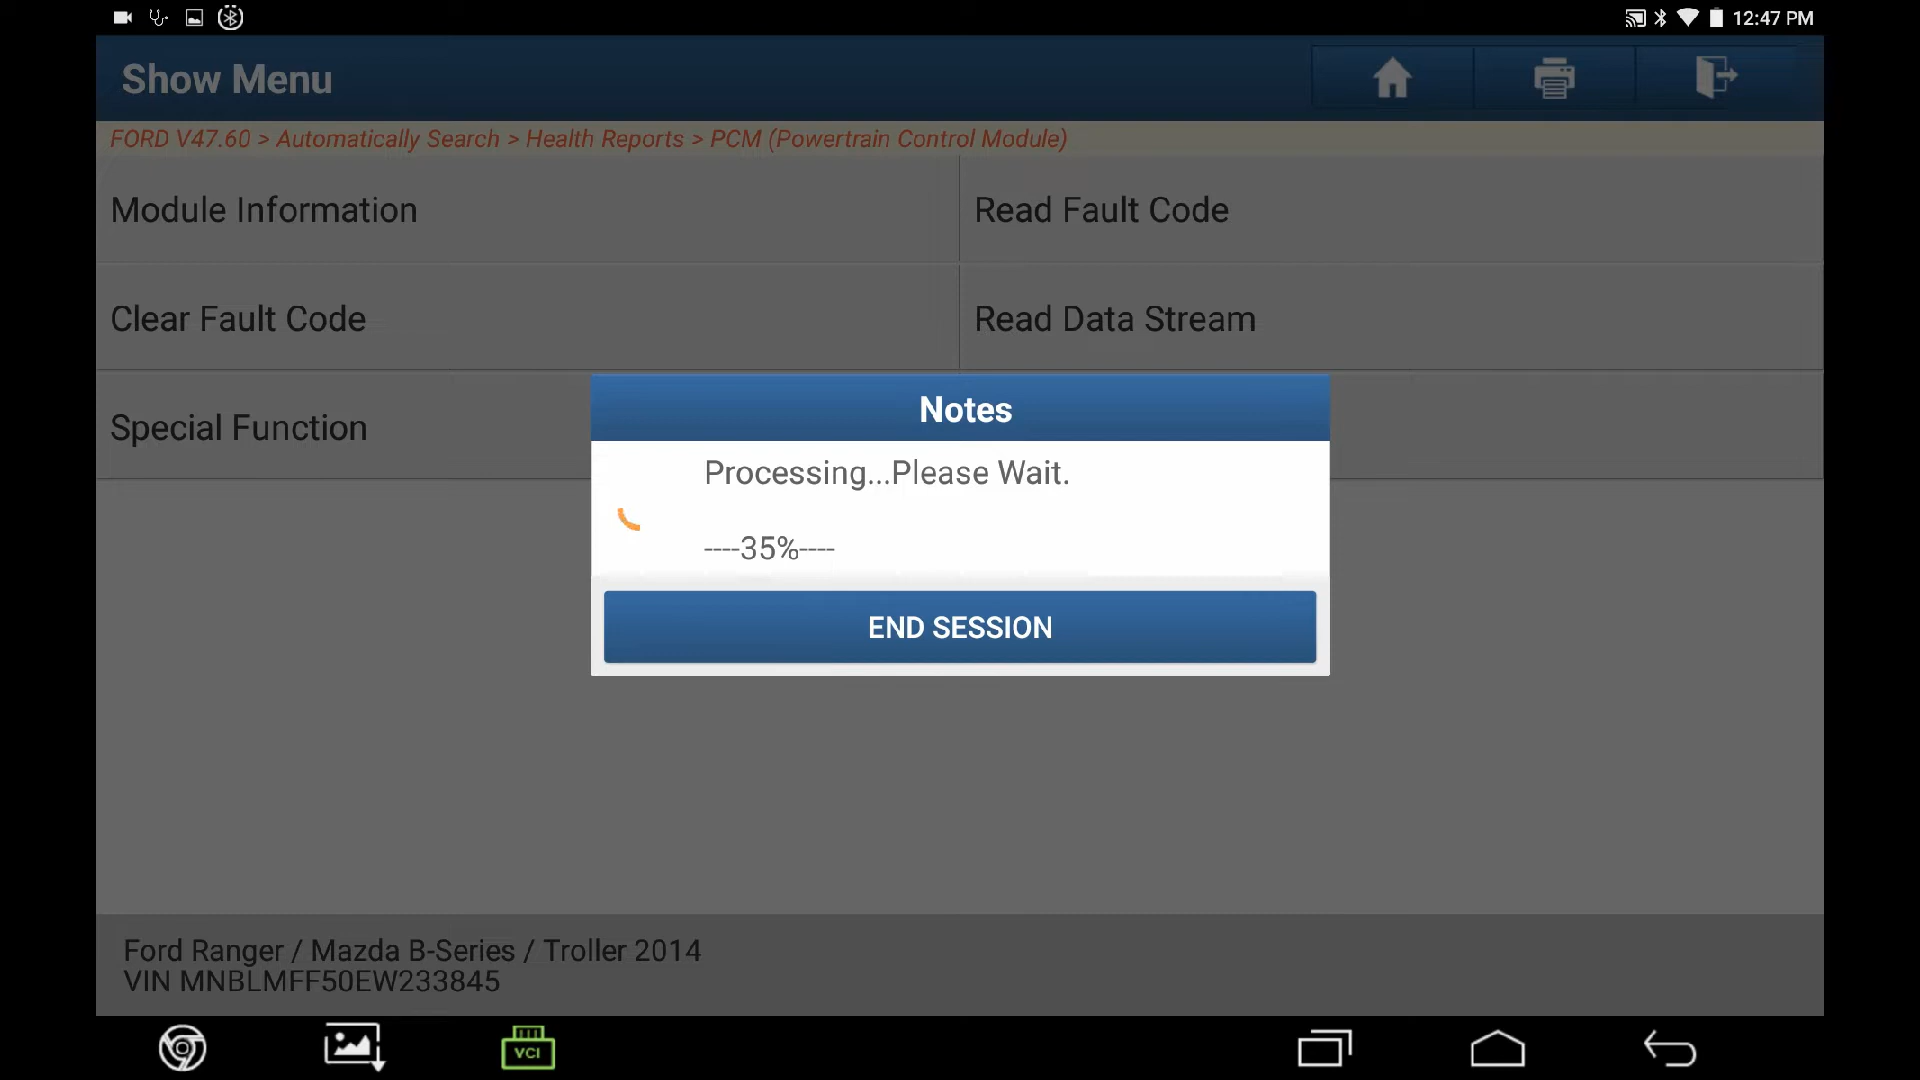 12:47 PM
Show Menu
FORD V47.60 > Automatically Search > Health Reports > PCM (Powertrain Control Module)
Module Information
Read Fault Code
Clear Fault Code
Read Data Stream
Special Function
Notes
Processing...Please Wait.
----35%----
END SESSION
Ford Ranger / Mazda B-Series / Troller 2014
VIN MNBLMFF50EW233845
VCI